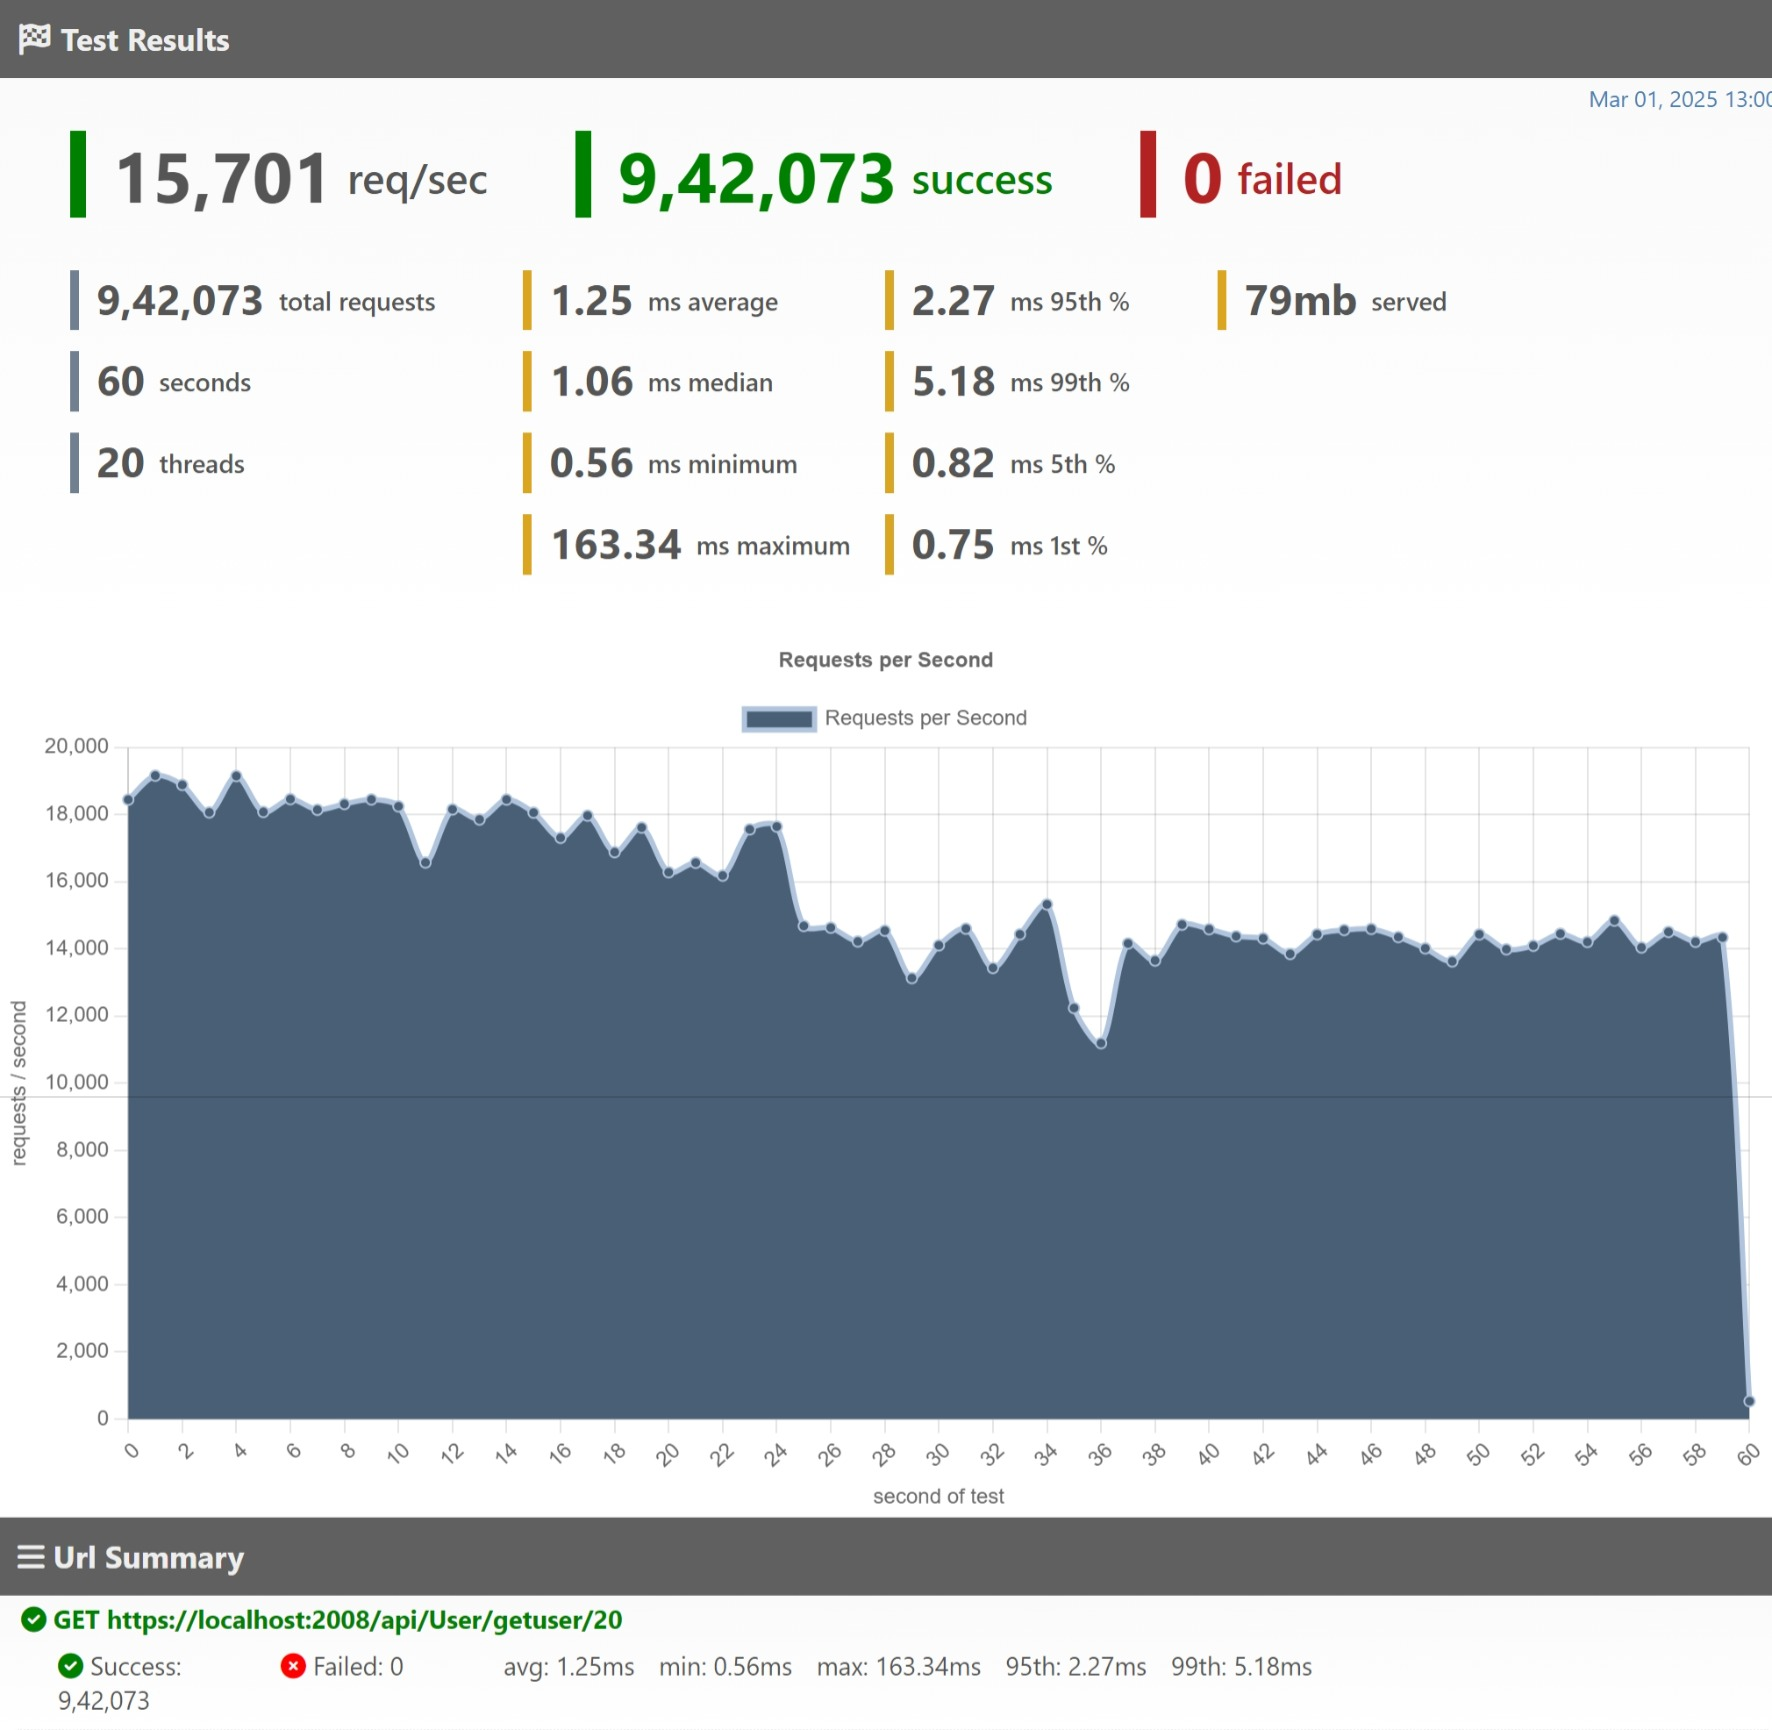 Test Results
Mar 01, 2025 13:00
15,701 req/sec 9,42,073 success 0 failed
9,42,073 total requests 1.25 ms average 2.27 ms 95th % 79mb served
60 seconds 1.06 ms median 5.18 ms 99th %
20 threads 0.56 ms minimum 0.82 ms 5th %
163.34 ms maximum 0.75 ms 1st %
Requests per Second
Requests per Second
20,000
18,000
16,000
14,000
12,000
10,000
8,000
6,000
4,000
2,000
0
requests / second
0 2 4 6 8 10 12 14 16 18 20 22 24 26 28 30 32 34 36 38 40 42 44 46 48 50 52 54 56 58 60
second of test
Url Summary
GET https://localhost:2008/api/User/getuser/20
Success: Failed: 0 avg: 1.25ms min: 0.56ms max: 163.34ms 95th: 2.27ms 99th: 5.18ms
9,42,073